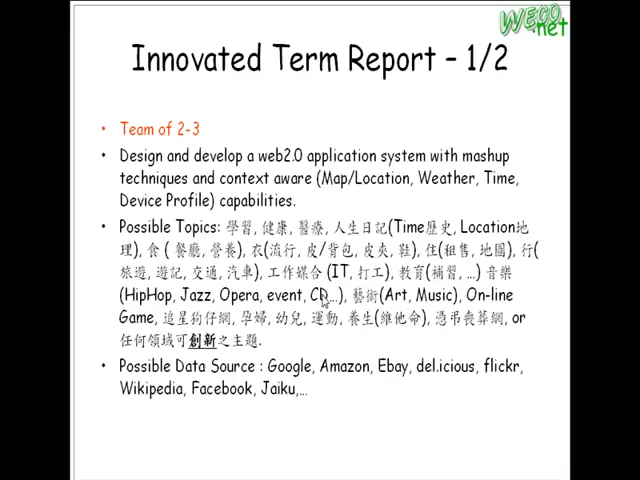 WECO.net
Innovated Term Report – 1/2
• Team of 2-3
• Design and develop a web2.0 application system with mashup
techniques and context aware (Map/Location, Weather, Time,
Device Profile) capabilities.
• Possible Topics: 學習, 健康, 醫療, 人生日記(Time歷史, Location地
理), 食 ( 餐廳, 營養), 衣(流行, 皮/背包, 皮夾, 鞋), 住(租售, 地圖), 行(
旅遊, 遊記, 交通, 汽車), 工作媒合 (IT, 打工), 教育(補習, ...) 音樂
(HipHop, Jazz, Opera, event, CD...), 藝術(Art, Music), On-line
Game, 追星狗仔網, 孕婦, 幼兒, 運動, 養生(維他命), 憑弔喪葬網, or
任何領域可創新之主題.
• Possible Data Source : Google, Amazon, Ebay, del.icious, flickr,
Wikipedia, Facebook, Jaiku,...